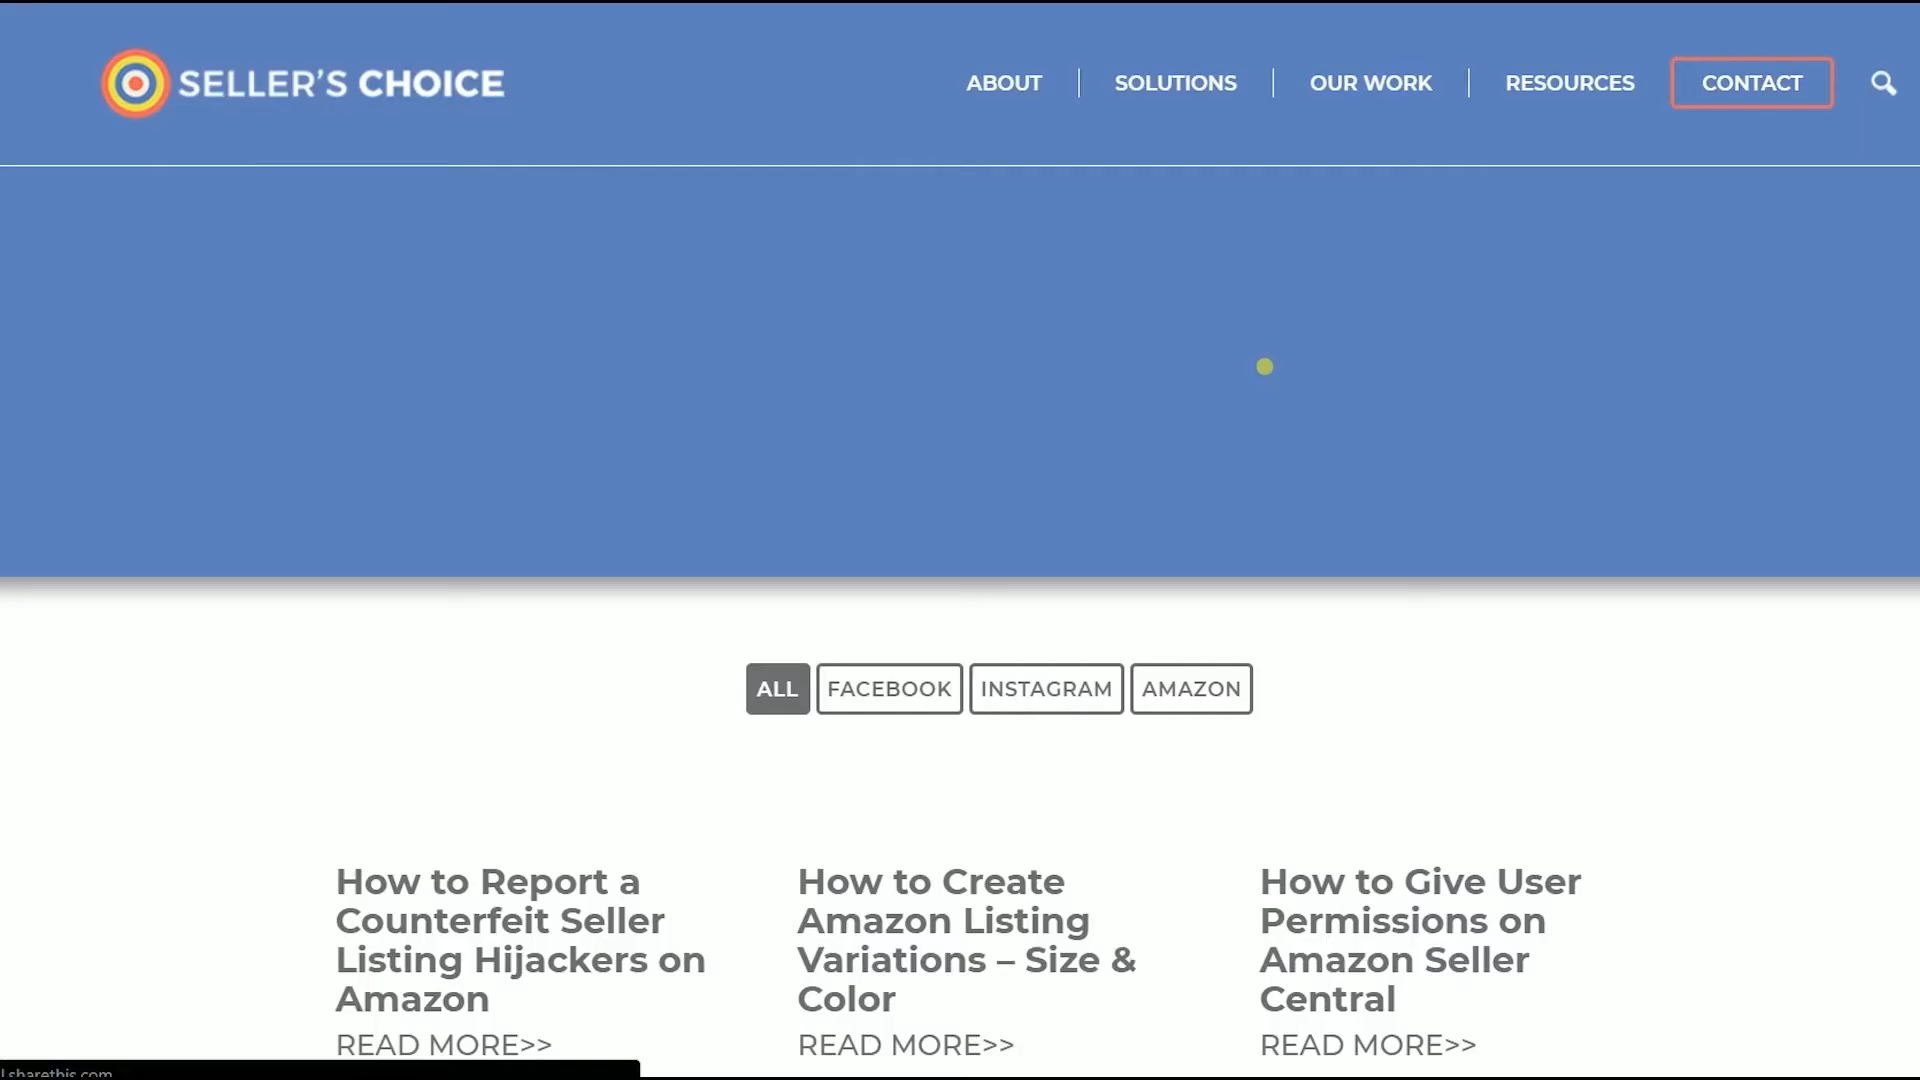 SELLER'S CHOICE
ABOUT
SOLUTIONS
OUR WORK
RESOURCES
CONTACT
ALL
FACEBOOK
INSTAGRAM
AMAZON
How to Report a
Counterfeit Seller
Listing Hijackers on
Amazon
READ MORE>>
How to Create
Amazon Listing
Variations – Size &
Color
READ MORE>>
How to Give User
Permissions on
Amazon Seller
Central
READ MORE>>
l.sharethis.com